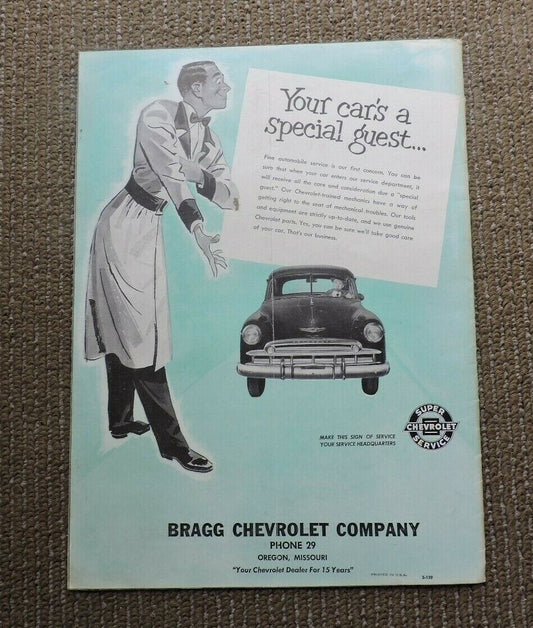 Your car's a
special guest...
Fine automobile service is our first concern. You can be
sure that when your car enters our service department, it
will receive all the care and consideration due a "special
guest." Our Chevrolet-trained mechanics have a way of
getting right to the seat of mechanical troubles. Our tools
and equipment are strictly up-to-date, and we use genuine
Chevrolet parts. Yes, you can be sure we'll take good care
of your car. That's our business.
MAKE THIS SIGN OF SERVICE
YOUR SERVICE HEADQUARTERS
SUPER
CHEVROLET
SERVICE
BRAGG CHEVROLET COMPANY
PHONE 29
OREGON, MISSOURI
"Your Chevrolet Dealer For 15 Years"
PRINTED IN U.S.A.
S-139